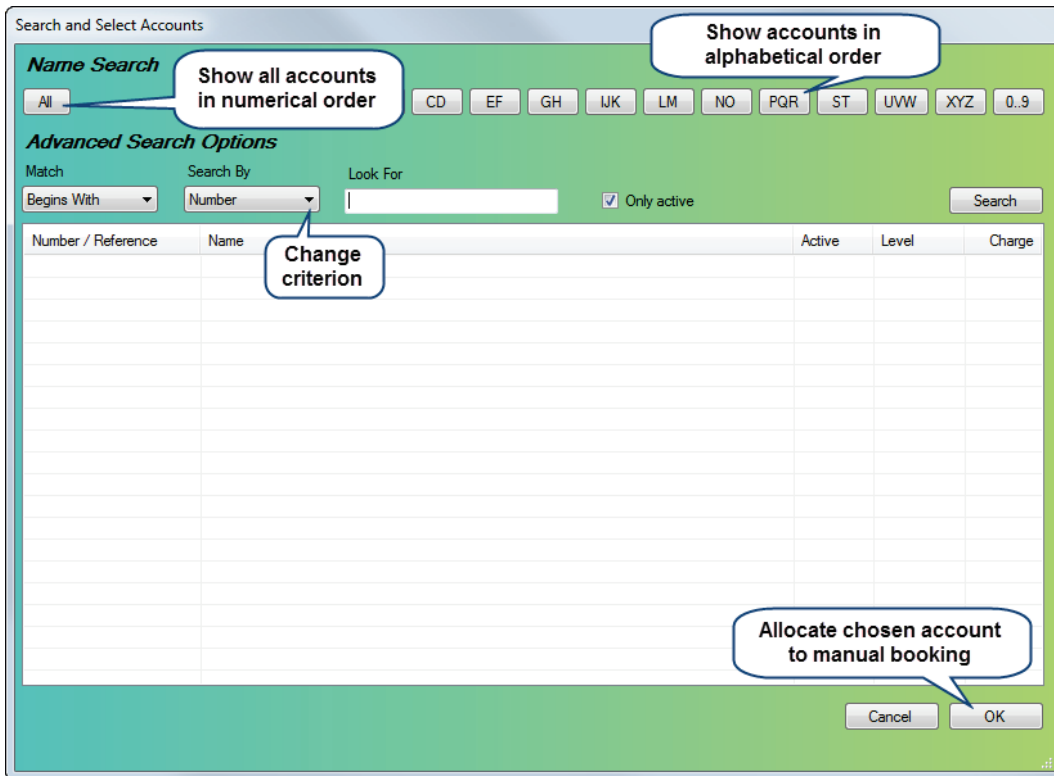 Search and Select Accounts
Name Search
Show all accounts
in numerical order
Show accounts in
alphabetical order
All CD EF GH IJK LM NO PQR ST UVW XYZ 0..9
Advanced Search Options
Match Search By Look For
Begins With Number Only active Search
Number / Reference Name Active Level Charge
Change
criterion
Allocate chosen account
to manual booking
Cancel OK